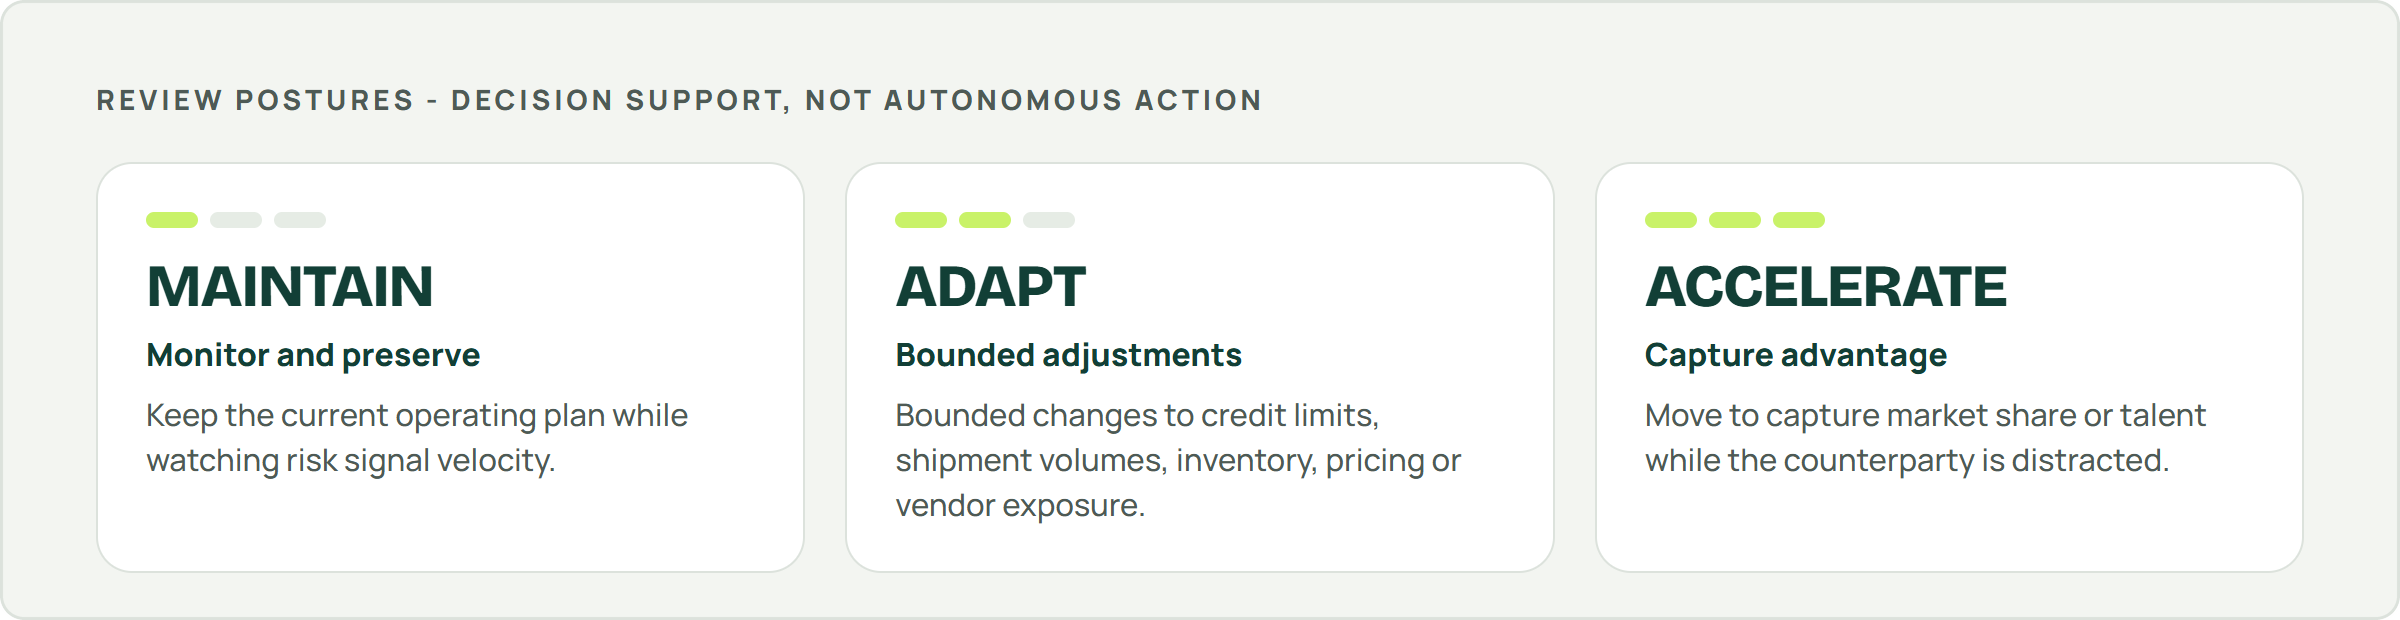 REVIEW POSTURES - DECISION SUPPORT, NOT AUTONOMOUS ACTION
MAINTAIN
Monitor and preserve
Keep the current operating plan while
watching risk signal velocity.
ADAPT
Bounded adjustments
Bounded changes to credit limits,
shipment volumes, inventory, pricing or
vendor exposure.
ACCELERATE
Capture advantage
Move to capture market share or talent
while the counterparty is distracted.